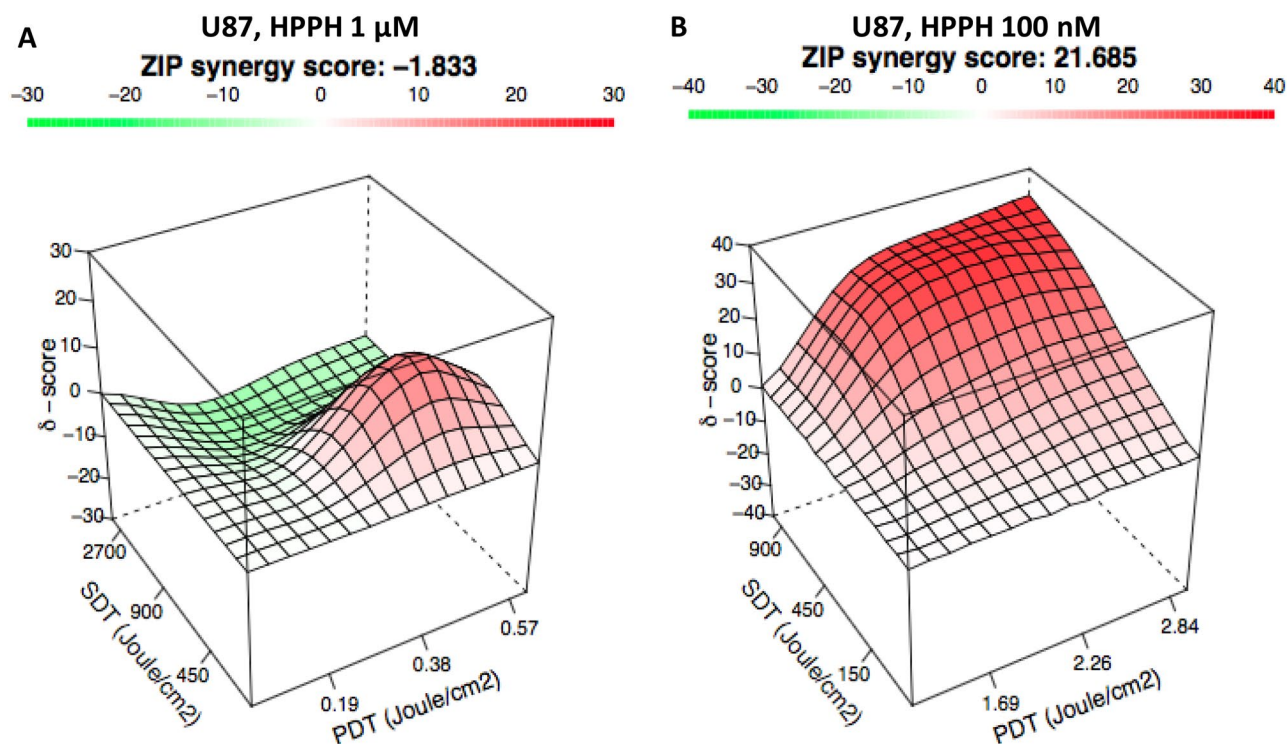 A
U87, HPPH 1 µM
ZIP synergy score: −1.833
−30 −20 −10 0 10 20 30
30
20
10
0
−10
−20
−30
δ − score
2700
900
450
SDT (Joule/cm2)
0.19
0.38
0.57
PDT (Joule/cm2)
B
U87, HPPH 100 nM
ZIP synergy score: 21.685
−40 −30 −20 −10 0 10 20 30 40
40
30
20
10
0
−10
−20
−30
−40
δ − score
900
450
150
SDT (Joule/cm2)
1.69
2.26
2.84
PDT (Joule/cm2)